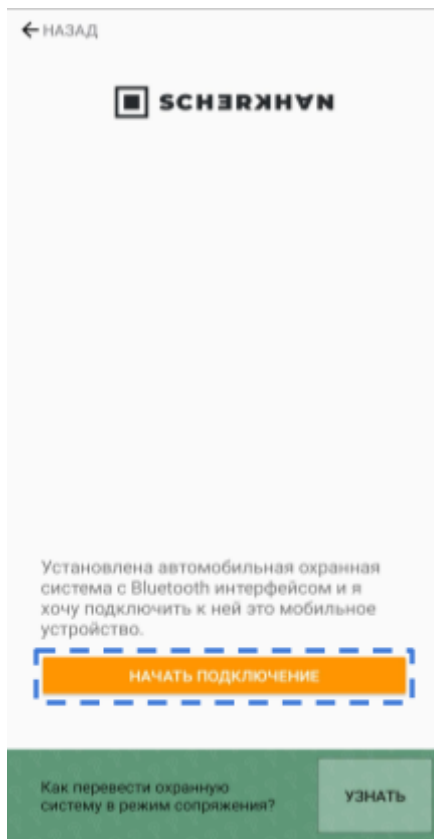 НАЗАД
SCHERKHAN
Установлена автомобильная охранная
система с Bluetooth интерфейсом и я
хочу подключить к ней это мобильное
устройство.
НАЧАТЬ ПОДКЛЮЧЕНИЕ
Как перевести охранную
систему в режим сопряжения?
УЗНАТЬ